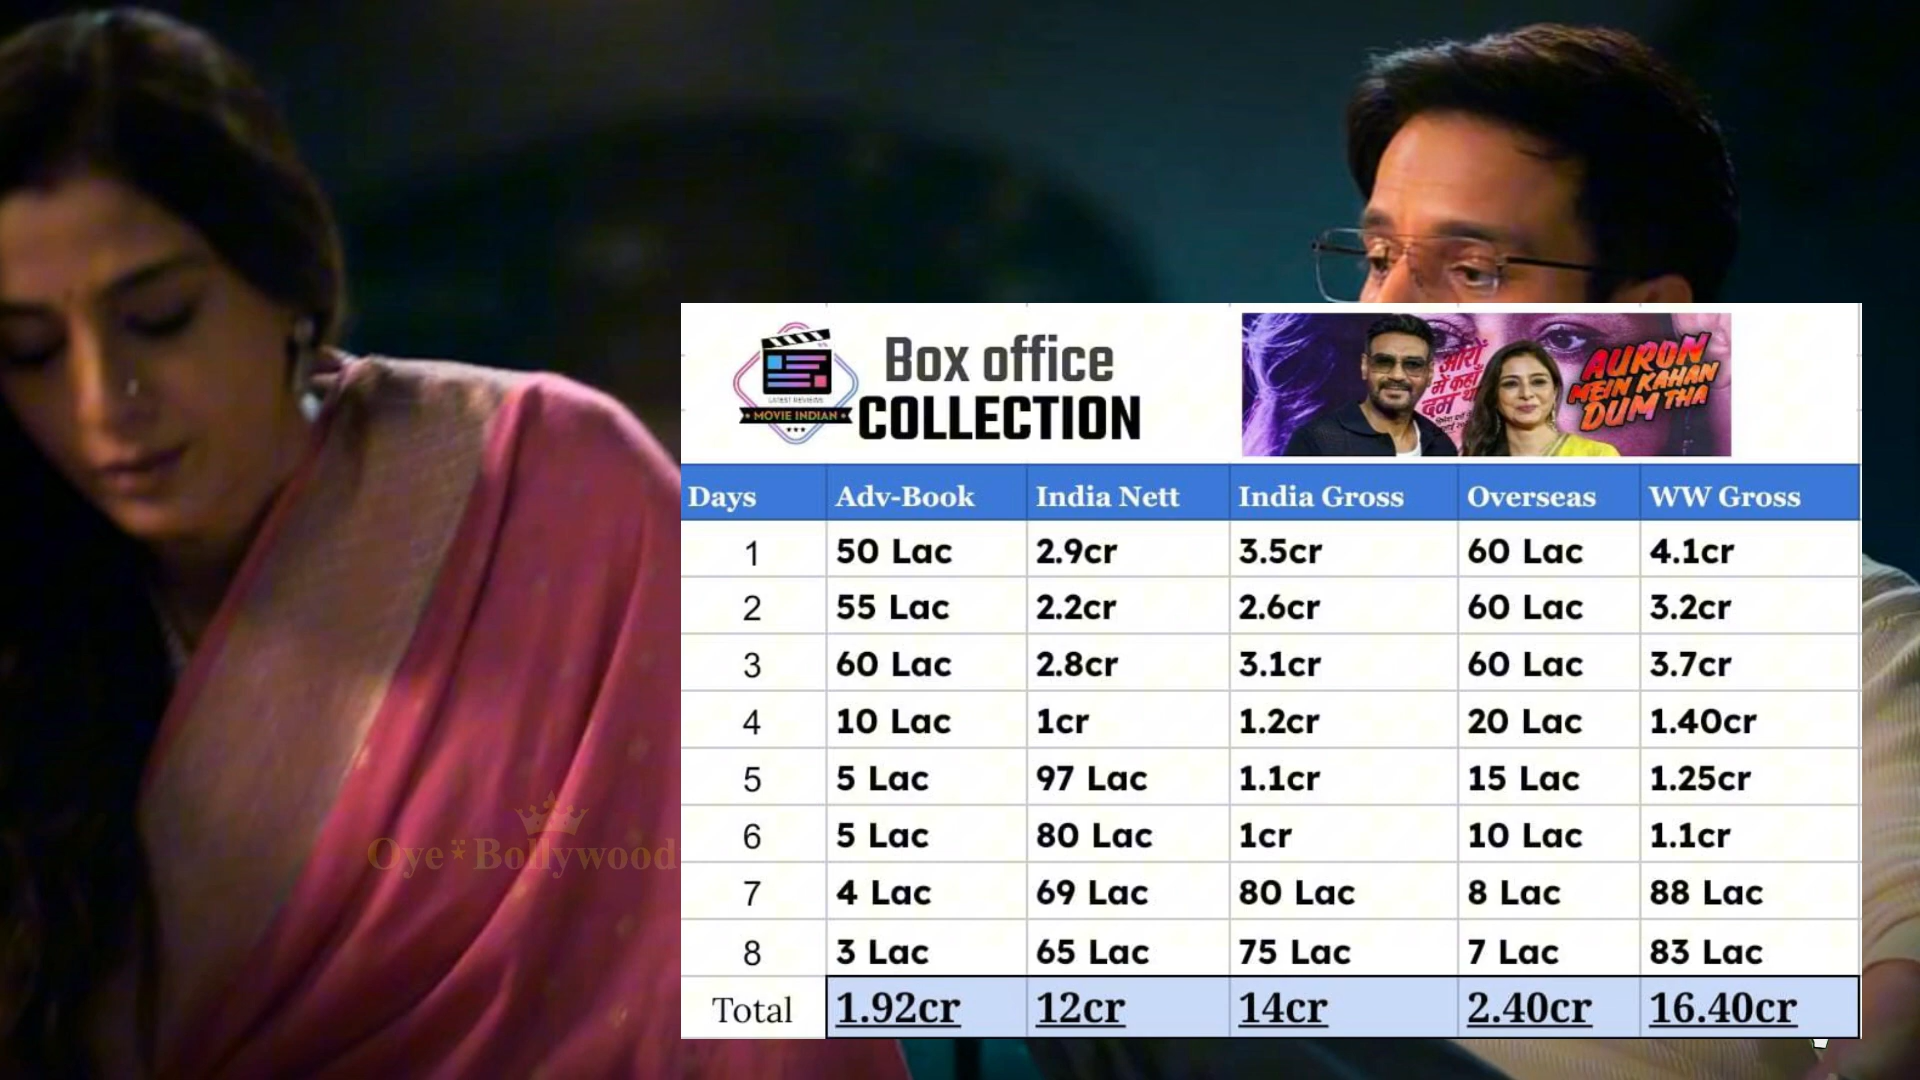 Box office
COLLECTION
LATEST REVIEWS
MOVIE INDIAN
औरों
में कहाँ
दम था
AURON
MEIN KAHAN
DUM THA
Days Adv-Book India Nett India Gross Overseas WW Gross
1 50 Lac 2.9cr 3.5cr 60 Lac 4.1cr
2 55 Lac 2.2cr 2.6cr 60 Lac 3.2cr
3 60 Lac 2.8cr 3.1cr 60 Lac 3.7cr
4 10 Lac 1cr 1.2cr 20 Lac 1.40cr
5 5 Lac 97 Lac 1.1cr 15 Lac 1.25cr
6 5 Lac 80 Lac 1cr 10 Lac 1.1cr
7 4 Lac 69 Lac 80 Lac 8 Lac 88 Lac
8 3 Lac 65 Lac 75 Lac 7 Lac 83 Lac
Total 1.92cr 12cr 14cr 2.40cr 16.40cr
Oye Bollywood